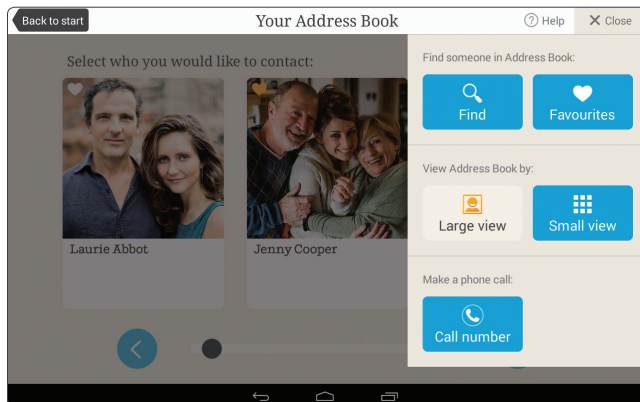 Back to start
Your Address Book
? Help
X Close
Select who you would like to contact:
Find someone in Address Book:
Find
Favourites
View Address Book by:
Large view
Small view
Laurie Abbot
Jenny Cooper
Make a phone call:
Call number